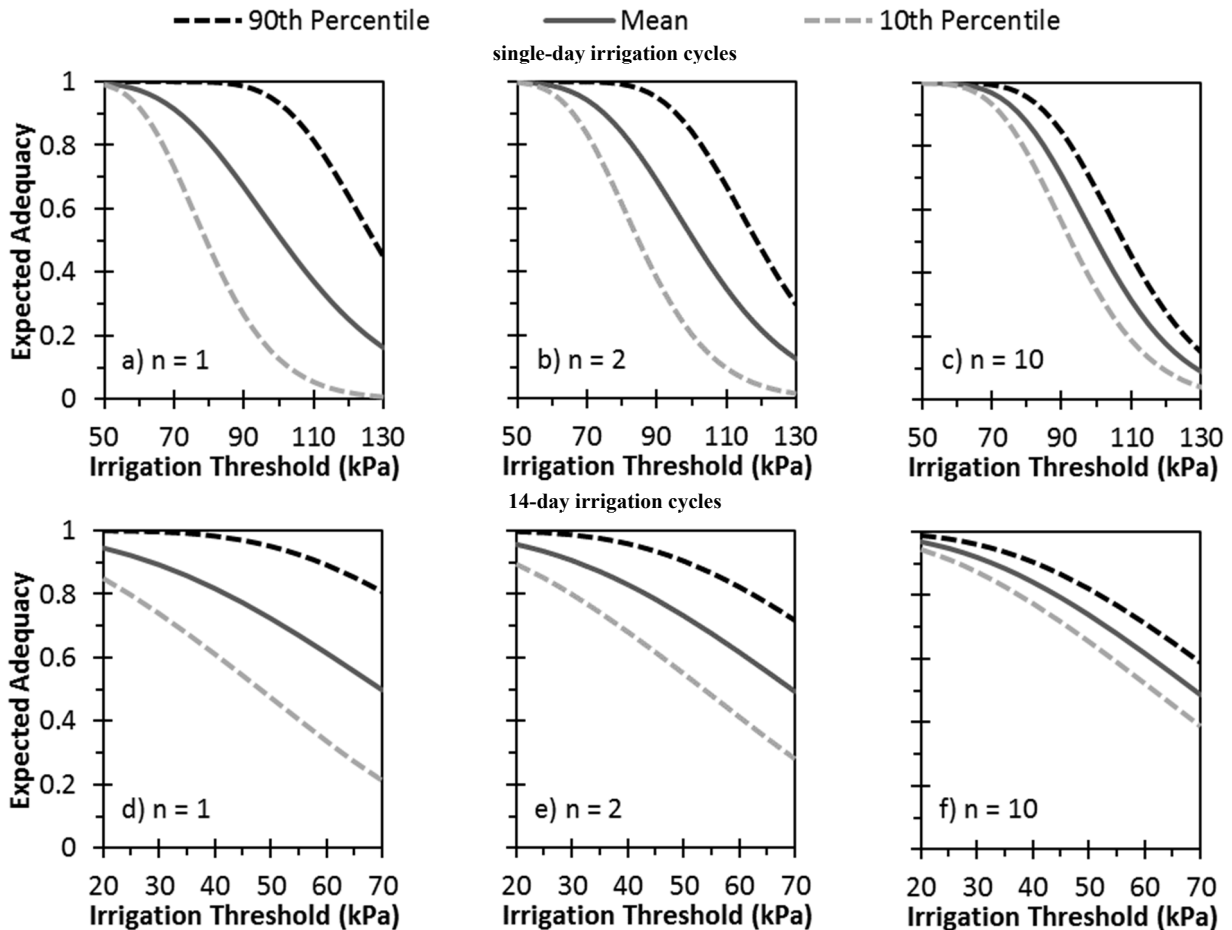 90th Percentile Mean 10th Percentile
single-day irrigation cycles
Expected Adequacy
1
0.8
0.6
0.4
0.2
0
a) n = 1
b) n = 2
c) n = 10
50 70 90 110 130
50 70 90 110 130
50 70 90 110 130
Irrigation Threshold (kPa)
Irrigation Threshold (kPa)
Irrigation Threshold (kPa)
14-day irrigation cycles
Expected Adequacy
1
0.8
0.6
0.4
0.2
0
d) n = 1
e) n = 2
f) n = 10
20 30 40 50 60 70
20 30 40 50 60 70
20 30 40 50 60 70
Irrigation Threshold (kPa)
Irrigation Threshold (kPa)
Irrigation Threshold (kPa)